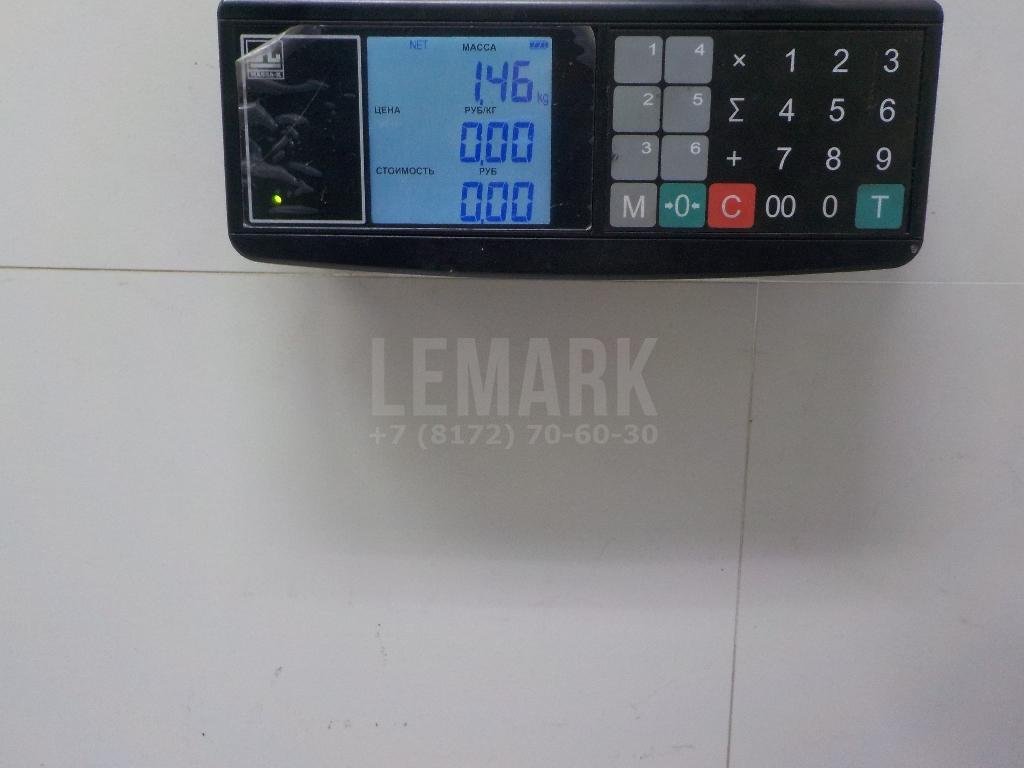 МАССА-К
NET МАССА
1,46 kg
ЦЕНА РУБ/КГ
0,00
СТОИМОСТЬ РУБ
0,00
1 4 × 1 2 3
2 5 Σ 4 5 6
3 6 + 7 8 9
M →0← C 00 0 T
LEMARK
+7 (8172) 70-60-30